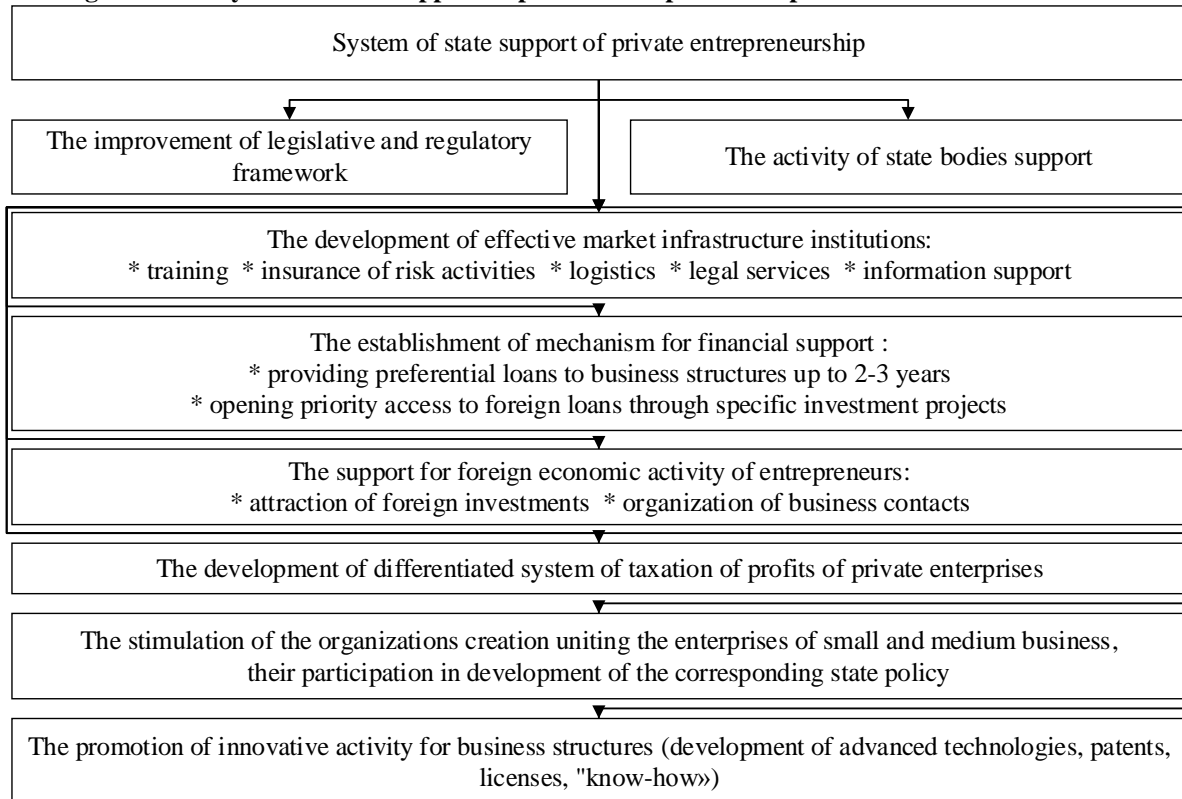 System of state support of private entrepreneurship
The improvement of legislative and regulatory
framework
The activity of state bodies support
The development of effective market infrastructure institutions:
* training * insurance of risk activities * logistics * legal services * information support
The establishment of mechanism for financial support :
* providing preferential loans to business structures up to 2-3 years
* opening priority access to foreign loans through specific investment projects
The support for foreign economic activity of entrepreneurs:
* attraction of foreign investments * organization of business contacts
The development of differentiated system of taxation of profits of private enterprises
The stimulation of the organizations creation uniting the enterprises of small and medium business,
their participation in development of the corresponding state policy
The promotion of innovative activity for business structures (development of advanced technologies, patents,
licenses, "know-how»)